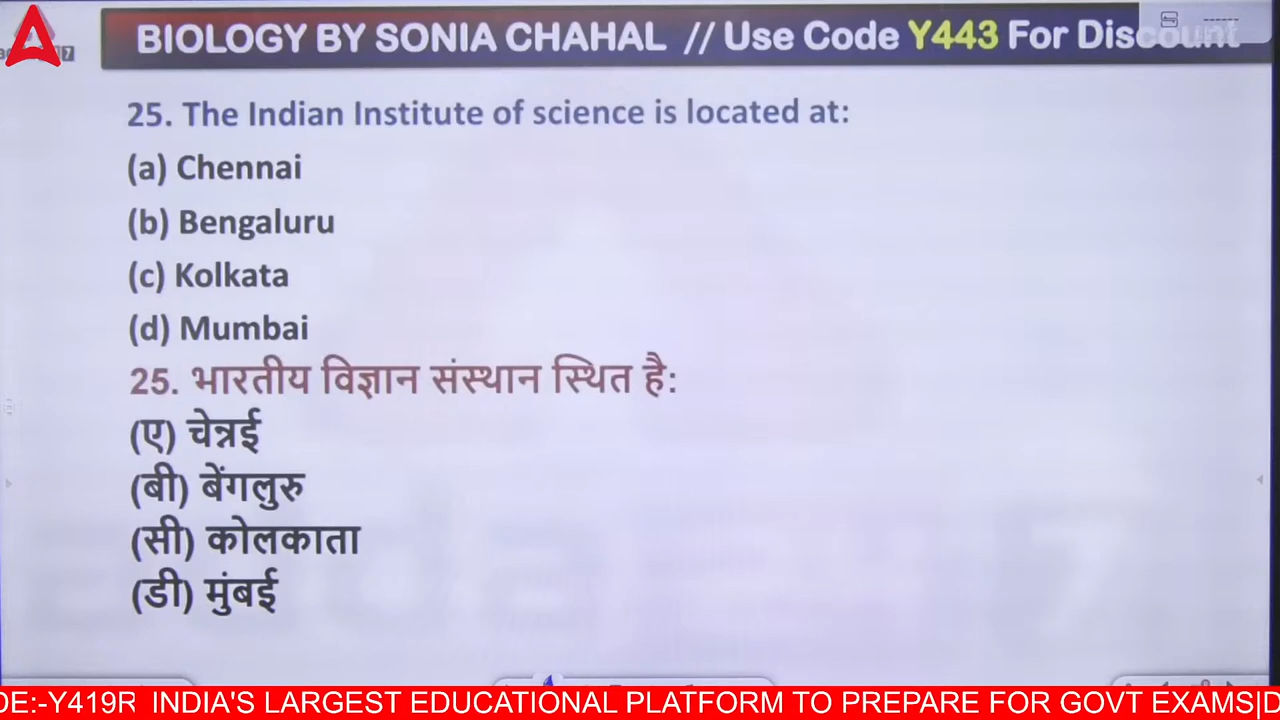 BIOLOGY BY SONIA CHAHAL // Use Code Y443 For Discount
25. The Indian Institute of science is located at:
(a) Chennai
(b) Bengaluru
(c) Kolkata
(d) Mumbai
25. भारतीय विज्ञान संस्थान स्थित है:
(ए) चेन्नई
(बी) बेंगलुरु
(सी) कोलकाता
(डी) मुंबई
DE:-Y419R INDIA'S LARGEST EDUCATIONAL PLATFORM TO PREPARE FOR GOVT EXAMS|D